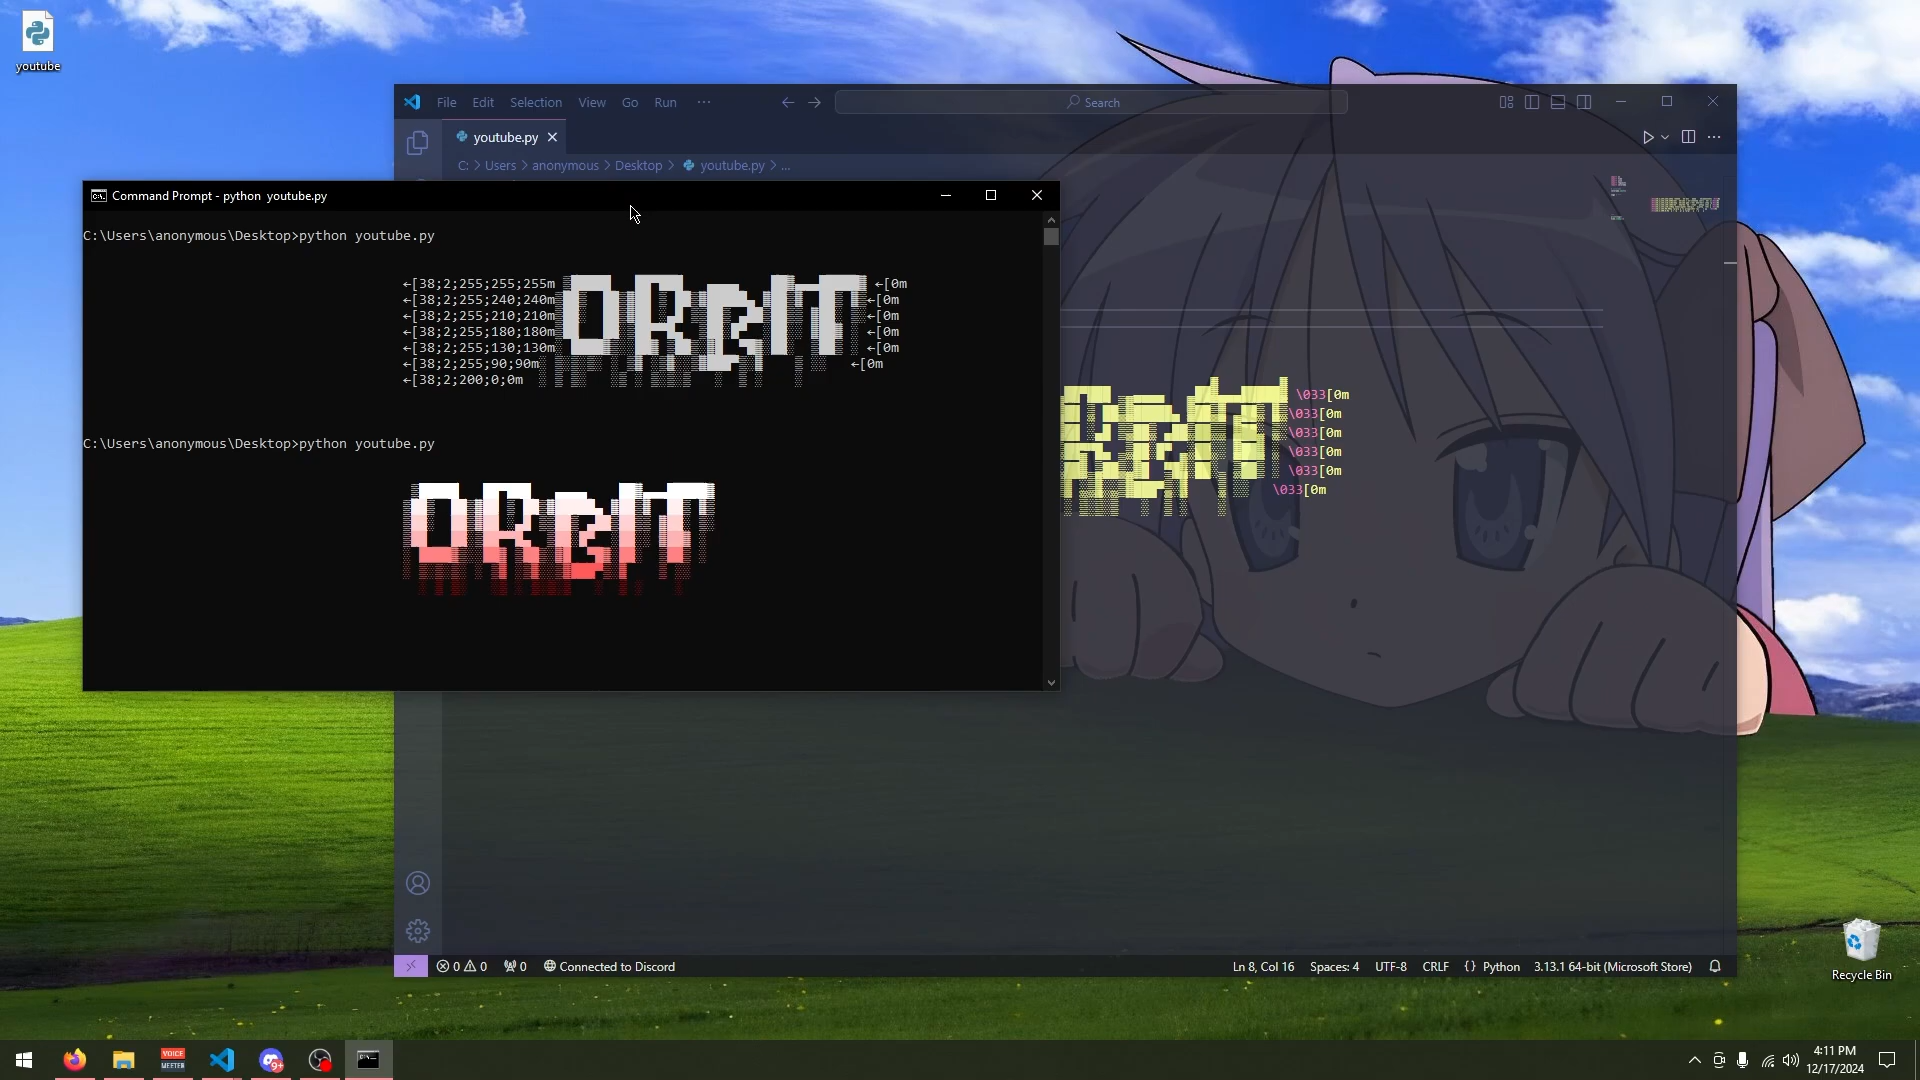 youtube
File Edit Selection View Go Run ···
Search
youtube.py
C: > Users > anonymous > Desktop > youtube.py > ...
Command Prompt - python  youtube.py
C:\Users\anonymous\Desktop>python youtube.py
←[38;2;255;255;255m ←[0m
←[38;2;255;240;240m ←[0m
←[38;2;255;210;210m ←[0m
←[38;2;255;180;180m ←[0m
←[38;2;255;130;130m ←[0m
←[38;2;255;90;90m ←[0m
←[38;2;200;0;0m
\033[0m
\033[0m
\033[0m
\033[0m
\033[0m
\033[0m
C:\Users\anonymous\Desktop>python youtube.py
0 0 0 Connected to Discord Ln 8, Col 16 Spaces: 4 UTF-8 CRLF {} Python 3.13.1 64-bit (Microsoft Store)
Recycle Bin
VOICE
MEETER
9+
4:11 PM
12/17/2024